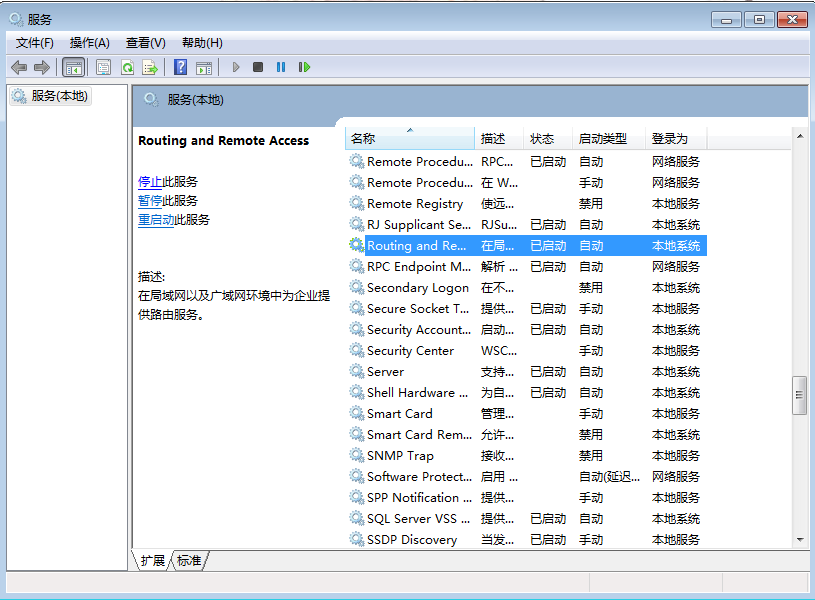 服务
文件(F) 操作(A) 查看(V) 帮助(H)
服务(本地)
服务(本地)
Routing and Remote Access
停止此服务
暂停此服务
重启动此服务
描述:
在局域网以及广域网环境中为企业提
供路由服务。
名称 描述 状态 启动类型 登录为
Remote Procedu... RPC... 已启动 自动 网络服务
Remote Procedu... 在 W... 手动 网络服务
Remote Registry 使远... 禁用 本地服务
RJ Supplicant Se... RJSu... 已启动 自动 本地系统
Routing and Re... 在局... 已启动 自动 本地系统
RPC Endpoint M... 解析 ... 已启动 自动 网络服务
Secondary Logon 在不... 禁用 本地系统
Secure Socket T... 提供... 已启动 手动 本地服务
Security Account... 启动... 已启动 自动 本地系统
Security Center WSC... 手动 本地服务
Server 支持... 已启动 自动 本地系统
Shell Hardware ... 为自... 已启动 自动 本地系统
Smart Card 管理... 手动 本地服务
Smart Card Rem... 允许... 禁用 本地系统
SNMP Trap 接收... 禁用 本地服务
Software Protect... 启用 ... 自动(延迟... 网络服务
SPP Notification ... 提供... 手动 本地服务
SQL Server VSS ... 提供... 已启动 自动 本地系统
SSDP Discovery 当发... 已启动 手动 本地服务
扩展 标准